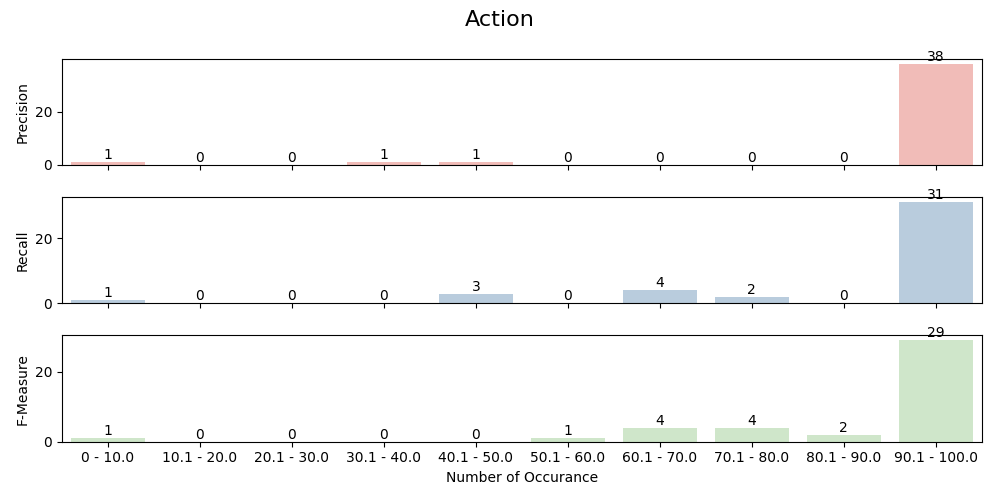 Action
Precision
20
0
38
1 0 0 1 1 0 0 0 0
Recall
20
0
31
1 0 0 0 3 0 4 2 0
F-Measure
20
0
29
1 0 0 0 0 1 4 4 2
0 - 10.0 10.1 - 20.0 20.1 - 30.0 30.1 - 40.0 40.1 - 50.0 50.1 - 60.0 60.1 - 70.0 70.1 - 80.0 80.1 - 90.0 90.1 - 100.0
Number of Occurance